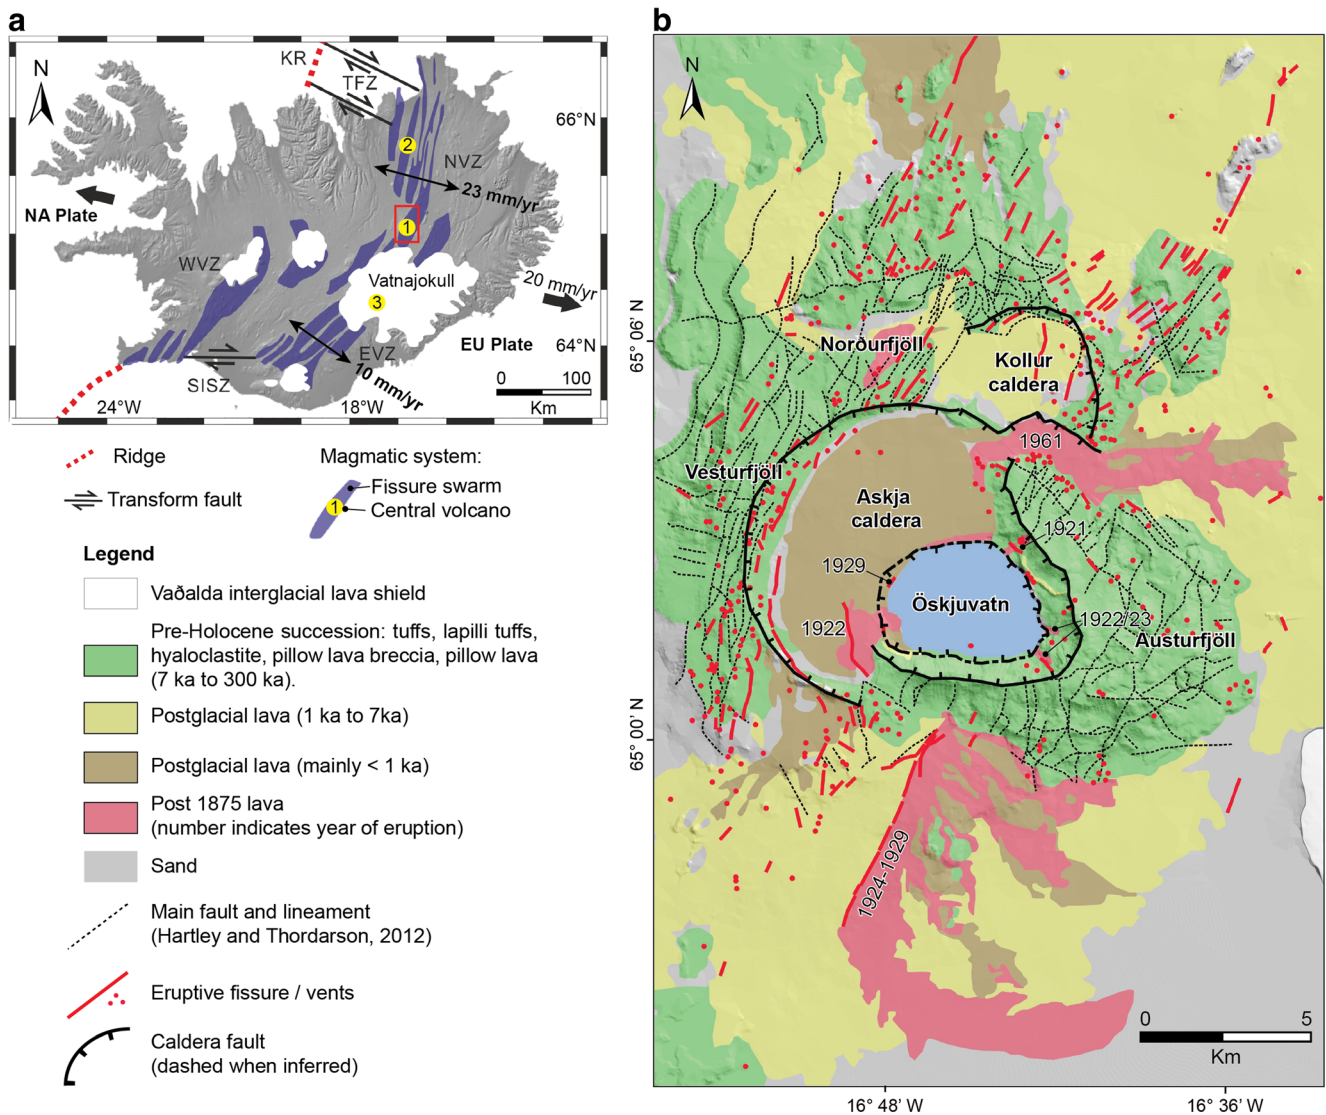 a
N
KR
TFZ
66°N
2
NVZ
23 mm/yr
NA Plate
1
WVZ
Vatnajokull
20 mm/yr
3
EU Plate
64°N
EVZ
SISZ
10 mm/yr
0 100
Km
24°W
18°W
Ridge
Transform fault
Magmatic system:
1
Fissure swarm
Central volcano
Legend
Vaðalda interglacial lava shield
Pre-Holocene succession: tuffs, lapilli tuffs,
hyaloclastite, pillow lava breccia, pillow lava
(7 ka to 300 ka).
Postglacial lava (1 ka to 7ka)
Postglacial lava (mainly < 1 ka)
Post 1875 lava
(number indicates year of eruption)
Sand
Main fault and lineament
(Hartley and Thordarson, 2012)
Eruptive fissure / vents
Caldera fault
(dashed when inferred)
b
N
65° 06' N
Norðurfjöll
Kollur
caldera
1961
Vesturfjöll
Askja
caldera
1921
1929
Öskjuvatn
1922
1922/23
Austurfjöll
65° 00' N
1924-1929
0 5
Km
16° 48' W
16° 36' W